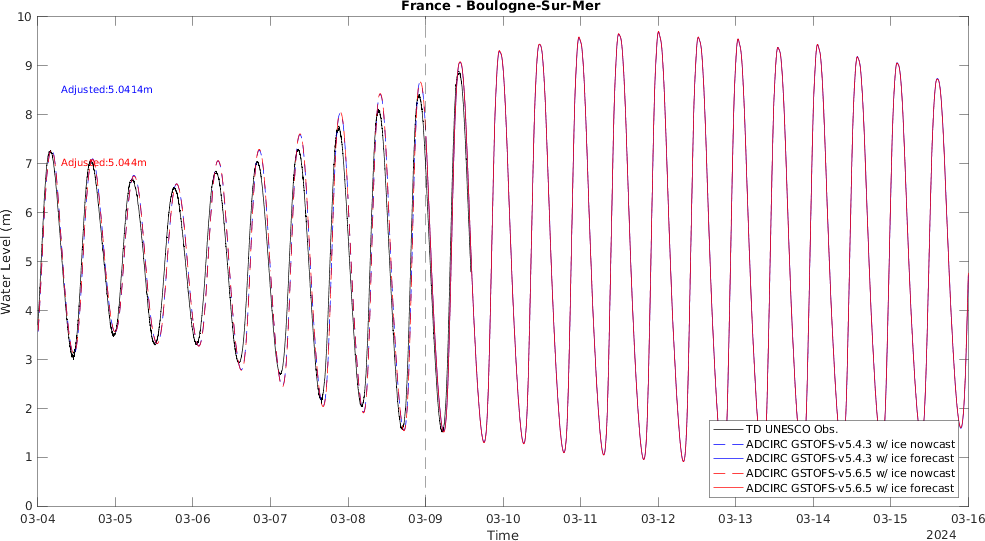 France - Boulogne-Sur-Mer
10
9
8
7
6
5
4
3
2
1
0
Water Level (m)
Adjusted:5.0414m
Adjusted:5.044m
TD UNESCO Obs.
ADCIRC GSTOFS-v5.4.3 w/ ice nowcast
ADCIRC GSTOFS-v5.4.3 w/ ice forecast
ADCIRC GSTOFS-v5.6.5 w/ ice nowcast
ADCIRC GSTOFS-v5.6.5 w/ ice forecast
03-04 03-05 03-06 03-07 03-08 03-09 03-10 03-11 03-12 03-13 03-14 03-15 03-16
Time
2024